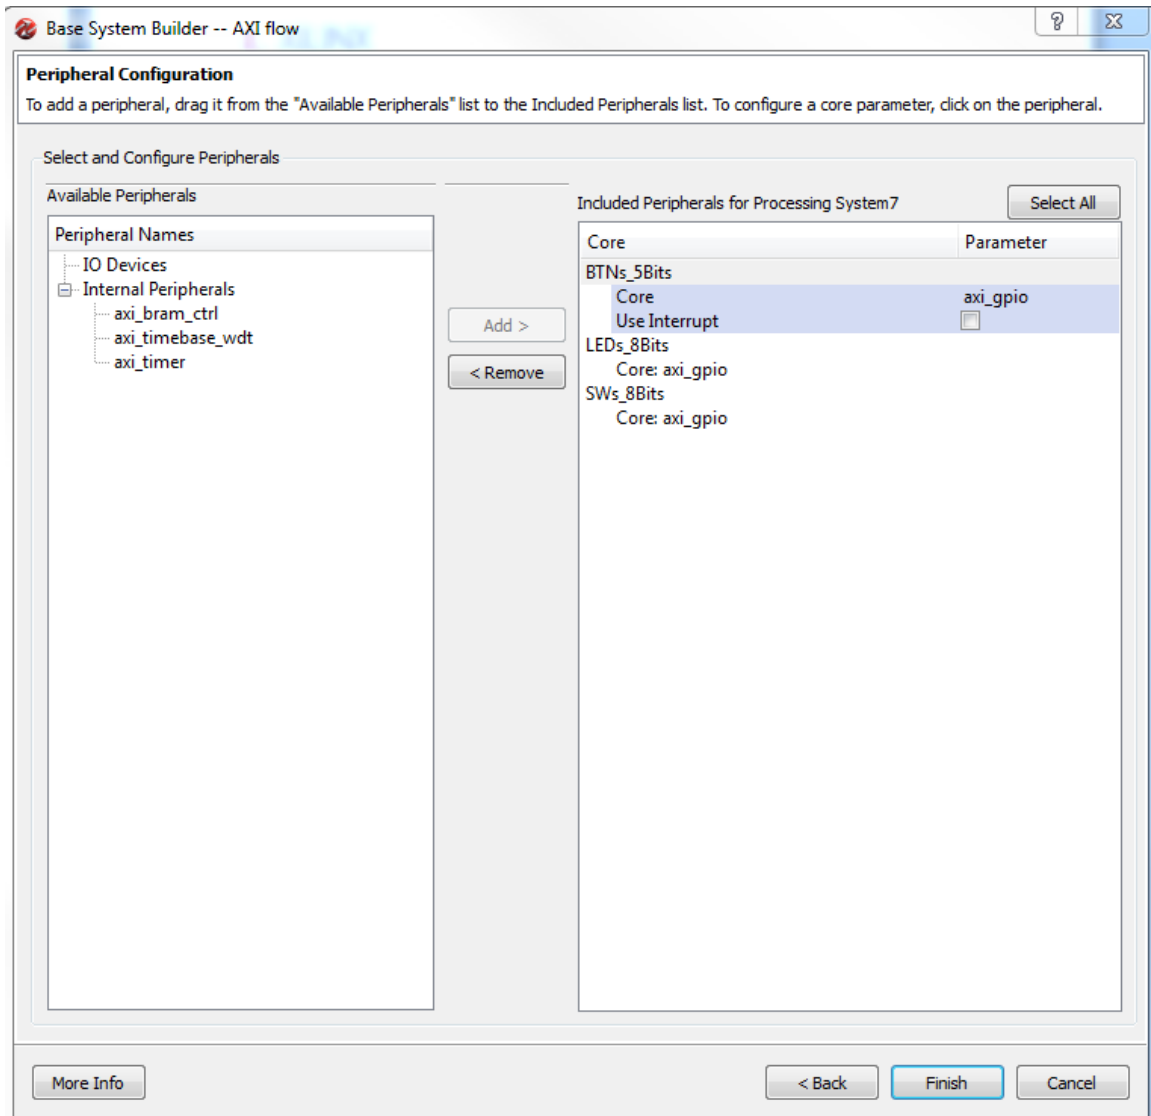 Base System Builder -- AXI flow
Peripheral Configuration
To add a peripheral, drag it from the "Available Peripherals" list to the Included Peripherals list. To configure a core parameter, click on the peripheral.
Select and Configure Peripherals
Available Peripherals
Peripheral Names
IO Devices
Internal Peripherals
axi_bram_ctrl
axi_timebase_wdt
axi_timer
Add >
< Remove
Included Peripherals for Processing System7
Select All
Core Parameter
BTNs_5Bits
Core axi_gpio
Use Interrupt
LEDs_8Bits
Core: axi_gpio
SWs_8Bits
Core: axi_gpio
More Info
< Back
Finish
Cancel